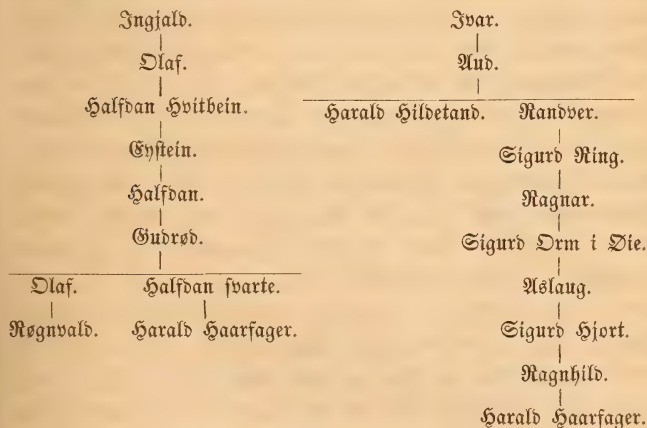 Ingjald.
Olaf.
Halfdan Hvitbein.
Eystein.
Halfdan.
Gudrød.
Olaf. Halfdan svarte.
Røgnvald. Harald Haarfager.
Ivar.
Aud.
Harald Hildetand. Randver.
Sigurd Ring.
Ragnar.
Sigurd Orm i Øie.
Aslaug.
Sigurd Hjort.
Ragnhild.
Harald Haarfager.